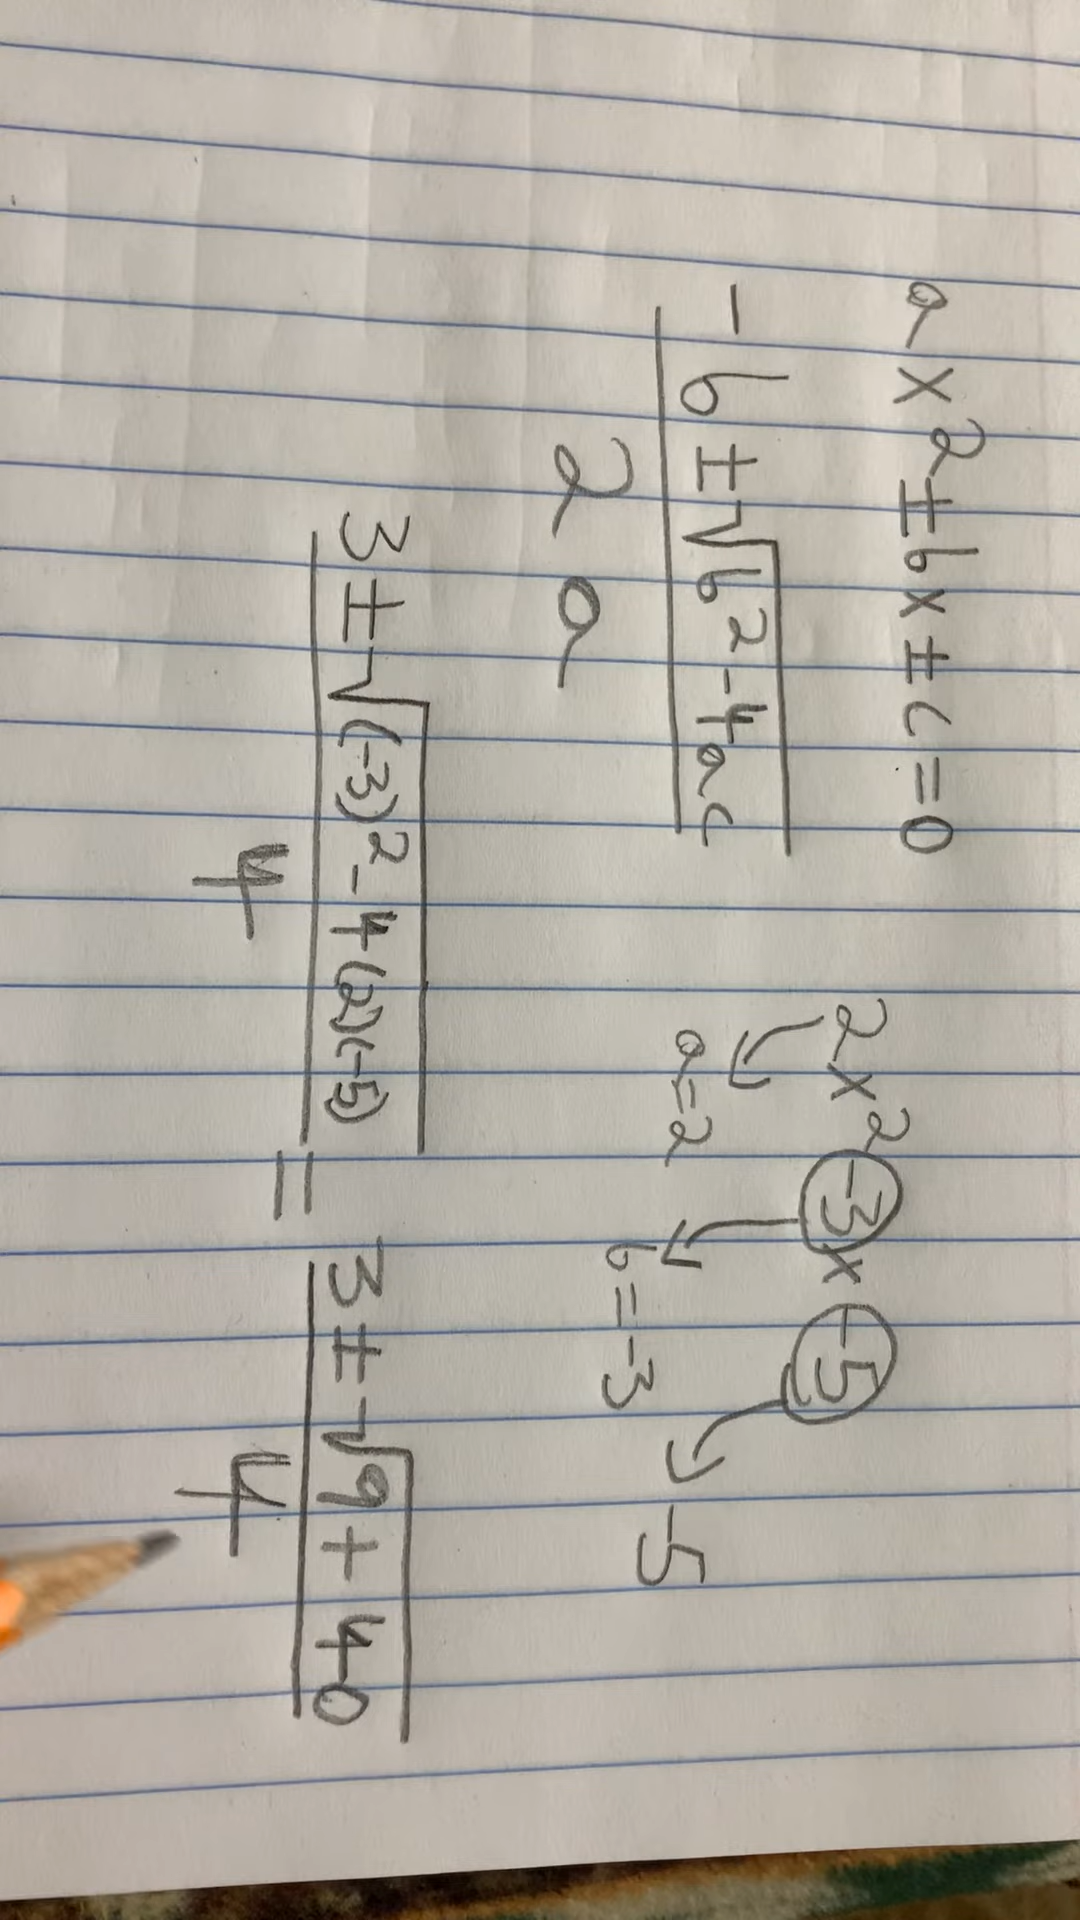 ax² ± bx ± c = 0
2x² -3x -5
-b ± √b² - 4ac
2a
a = 2
b = -3
-5
3 ± √(-3)² - 4(2)(-5) = 3 ± √9 + 40
4 4